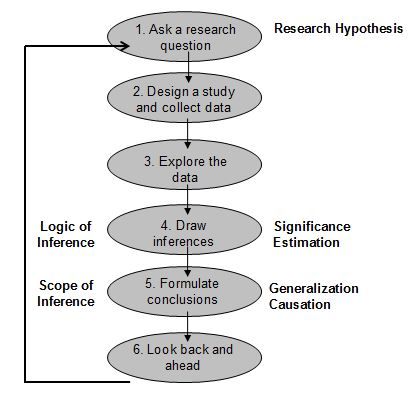 1. Ask a research
question
Research Hypothesis
2. Design a study
and collect data
3. Explore the
data
Logic of
Inference
4. Draw
inferences
Significance
Estimation
Scope of
Inference
5. Formulate
conclusions
Generalization
Causation
6. Look back and
ahead